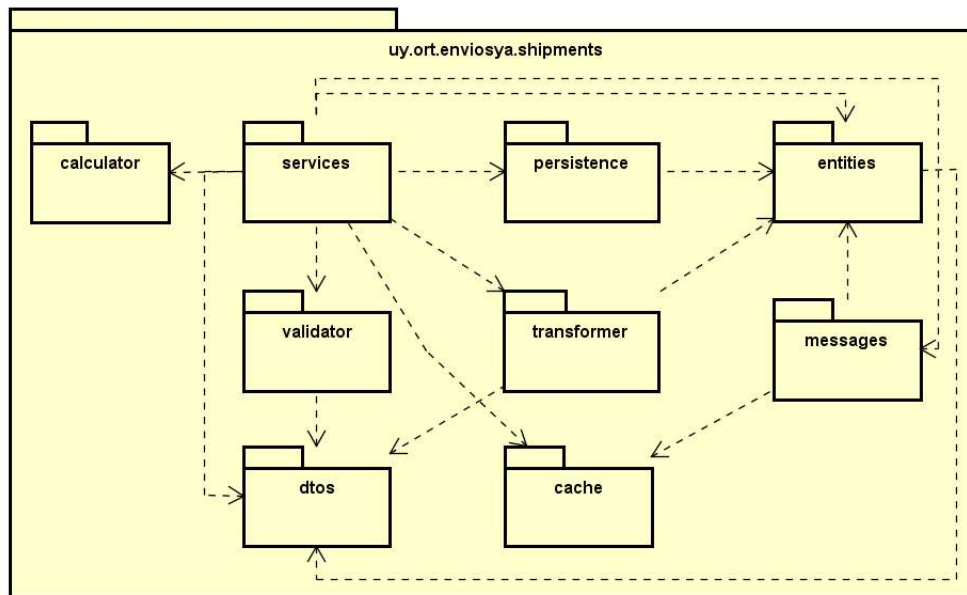 uy.ort.enviosya.shipments
calculator
services
persistence
entities
validator
transformer
messages
dtos
cache